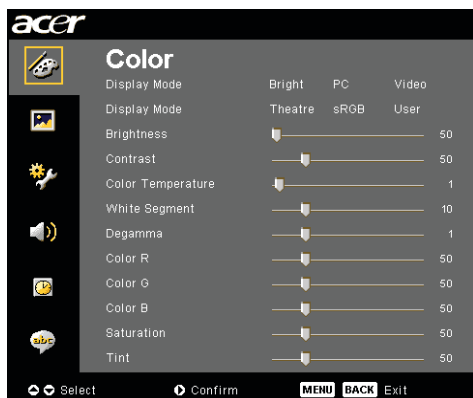 acer
Color
Display Mode Bright PC Video
Display Mode Theatre sRGB User
Brightness 50
Contrast 50
Color Temperature 1
White Segment 10
Degamma 1
Color R 50
Color G 50
Color B 50
Saturation 50
Tint 50
abc
Select Confirm MENU BACK Exit